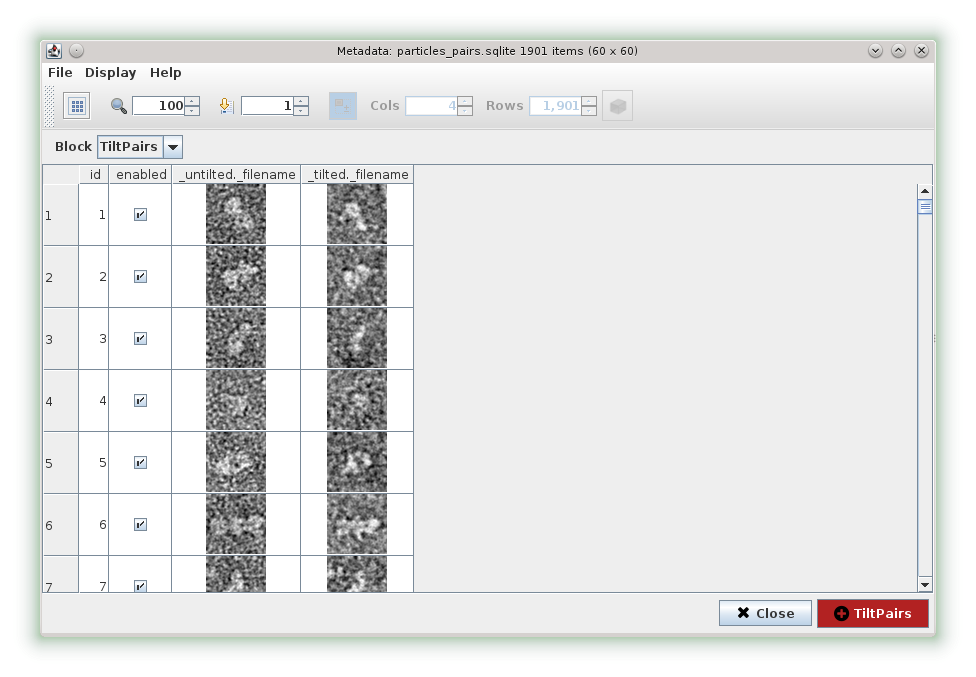 Metadata: particles_pairs.sqlite 1901 items (60 x 60)
File Display Help
100 1 Cols 4 Rows 1,901
Block TiltPairs
id enabled _untilted._filename _tilted._filename
1 1
2 2
3 3
4 4
5 5
6 6
7 7
Close TiltPairs